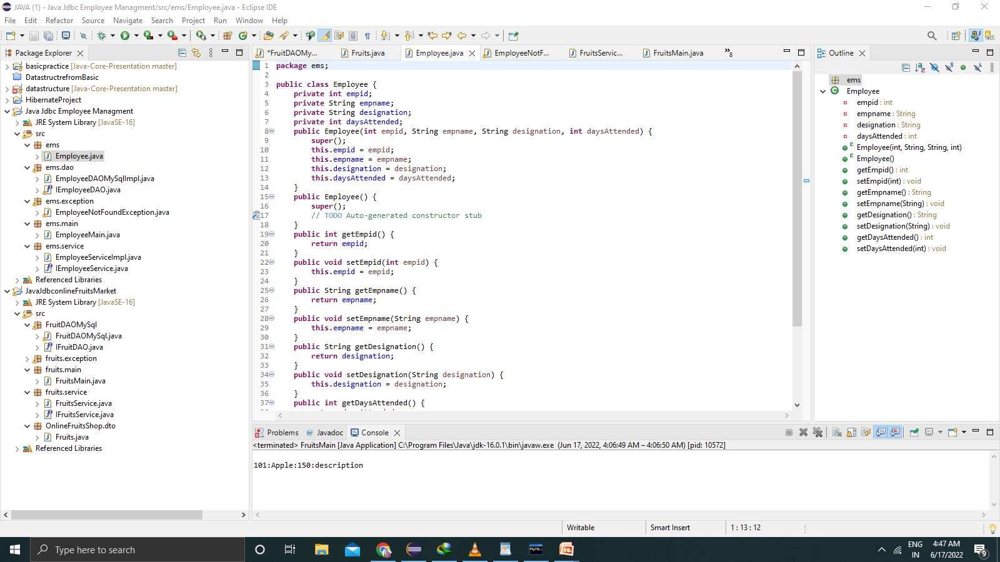 JAVA (1) - Java Jdbc Employee Managment/src/ems/Employee.java - Eclipse IDE
File Edit Refactor Source Navigate Search Project Run Window Help
Package Explorer
basicpractice [Java-Core-Presentation master]
DatastructrefromBasic
datastructure [Java-Core-Presentation master]
HibernateProject
Java Jdbc Employee Managment
JRE System Library [JavaSE-16]
src
ems
Employee.java
ems.dao
EmployeeDAOMySqlImpl.java
IEmployeeDAO.java
ems.exception
EmployeeNotFoundException.java
ems.main
EmployeeMain.java
ems.service
EmployeeServiceImpl.java
IEmployeeService.java
Referenced Libraries
JavaJdbconlineFruitsMarket
JRE System Library [JavaSE-16]
src
FruitDAOMySql
FruitDAOMySql.java
IFruitDAO.java
fruits.exception
fruits.main
FruitsMain.java
fruits.service
FruitsService.java
IFruitsService.java
OnlineFruitsShop.dto
Fruits.java
Referenced Libraries
*FruitDAOMy... Fruits.java Employee.java EmployeeNotF... FruitsServic... FruitsMain.java »8
1 package ems;
2
3 public class Employee {
4 private int empid;
5 private String empname;
6 private String designation;
7 private int daysAttended;
8 public Employee(int empid, String empname, String designation, int daysAttended) {
9 super();
10 this.empid = empid;
11 this.empname = empname;
12 this.designation = designation;
13 this.daysAttended = daysAttended;
14 }
15 public Employee() {
16 super();
17 // TODO Auto-generated constructor stub
18 }
19 public int getEmpid() {
20 return empid;
21 }
22 public void setEmpid(int empid) {
23 this.empid = empid;
24 }
25 public String getEmpname() {
26 return empname;
27 }
28 public void setEmpname(String empname) {
29 this.empname = empname;
30 }
31 public String getDesignation() {
32 return designation;
33 }
34 public void setDesignation(String designation) {
35 this.designation = designation;
36 }
37 public int getDaysAttended() {
Outline
ems
Employee
empid : int
empname : String
designation : String
daysAttended : int
Employee(int, String, String, int)
Employee()
getEmpid() : int
setEmpid(int) : void
getEmpname() : String
setEmpname(String) : void
getDesignation() : String
setDesignation(String) : void
getDaysAttended() : int
setDaysAttended(int) : void
Problems @ Javadoc Console
<terminated> FruitsMain [Java Application] C:\Program Files\Java\jdk-16.0.1\bin\javaw.exe (Jun 17, 2022, 4:06:49 AM – 4:06:50 AM) [pid: 10572]
101:Apple:150:description
Writable Smart Insert 1 : 13 : 12
Type here to search
ENG
IN
4:47 AM
6/17/2022
9